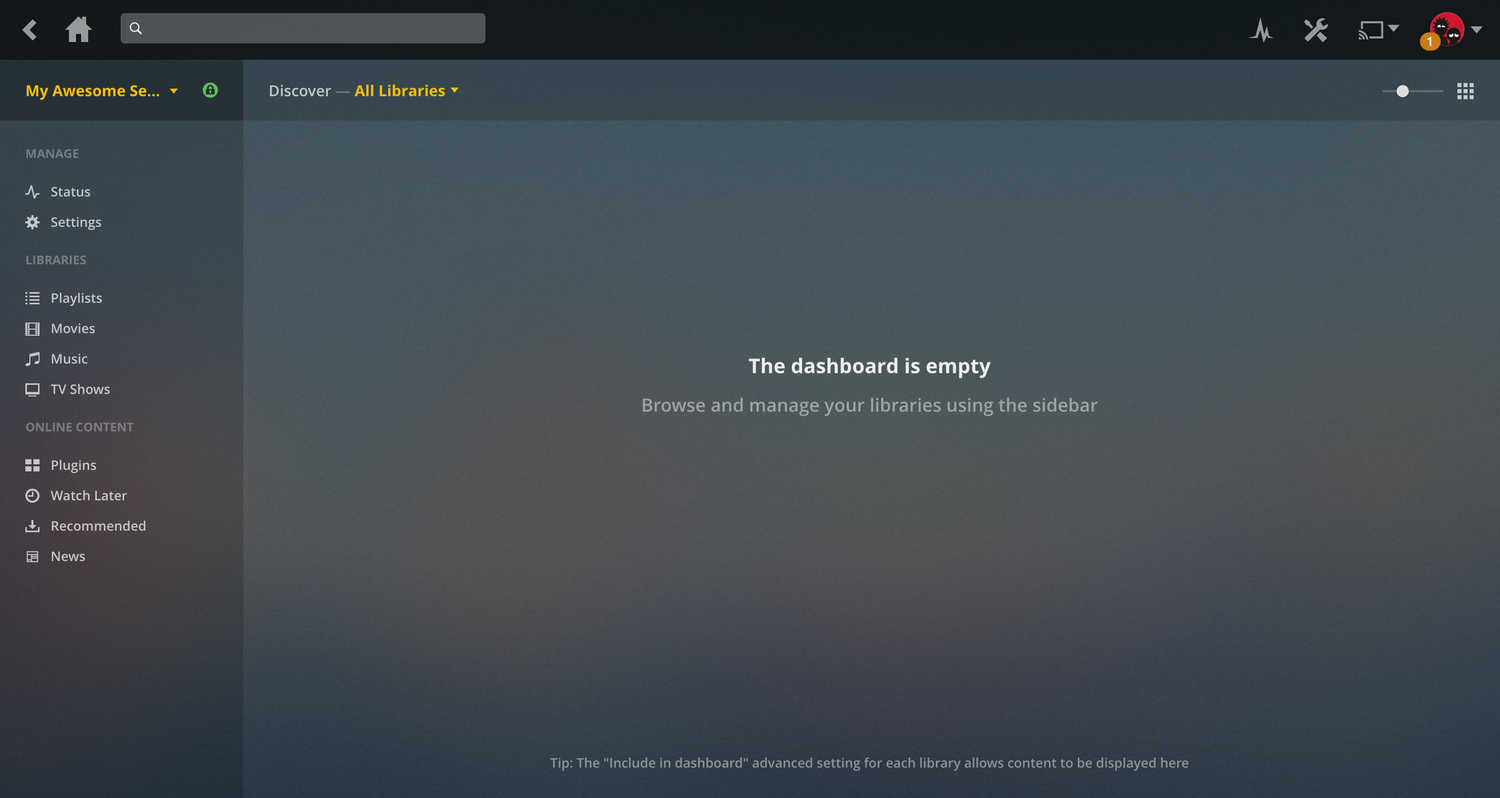 1
My Awesome Se...
Discover — All Libraries
MANAGE
Status
Settings
LIBRARIES
Playlists
Movies
Music
TV Shows
ONLINE CONTENT
Plugins
Watch Later
Recommended
News
The dashboard is empty
Browse and manage your libraries using the sidebar
Tip: The "Include in dashboard" advanced setting for each library allows content to be displayed here